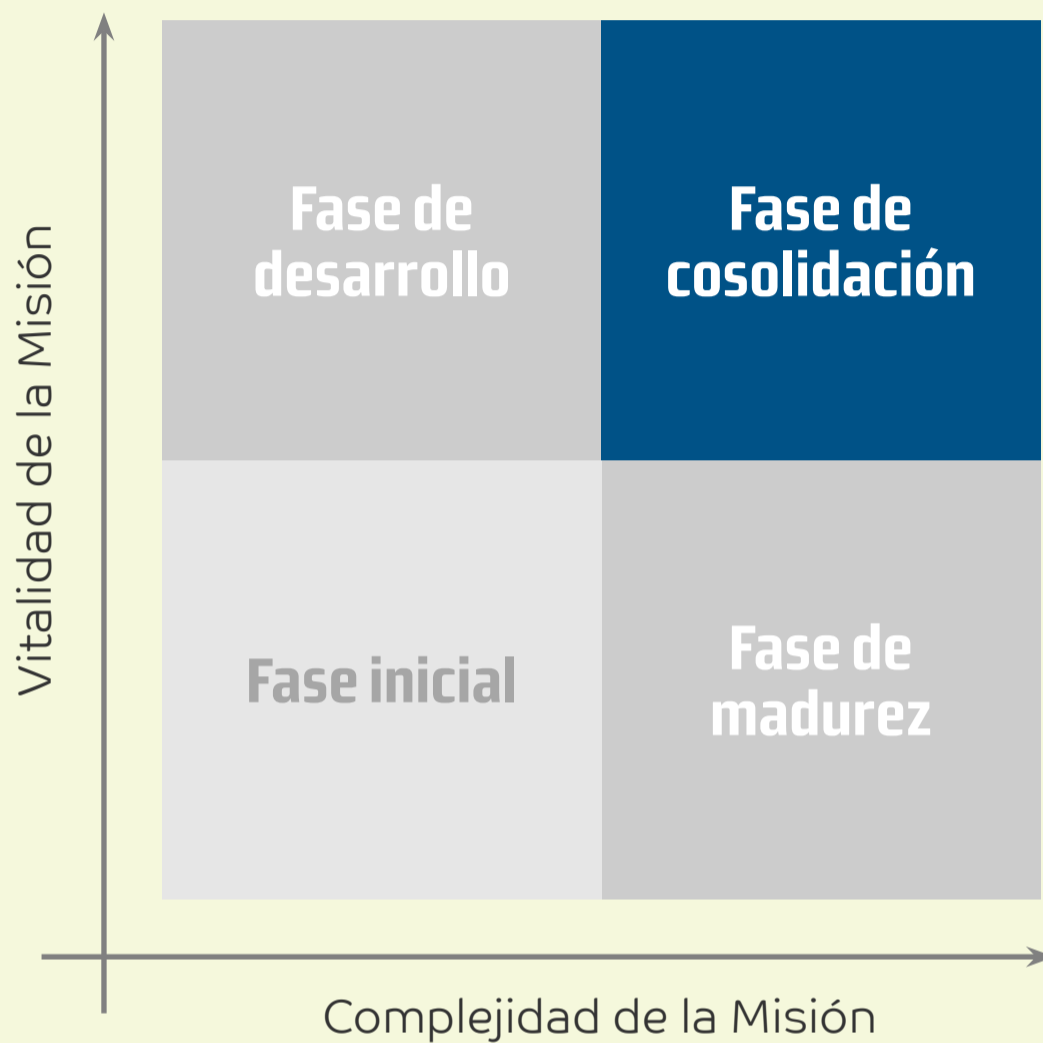 Vitalidad de la Misión
Fase de
desarrollo
Fase de
cosolidación
Fase inicial
Fase de
madurez
Complejidad de la Misión